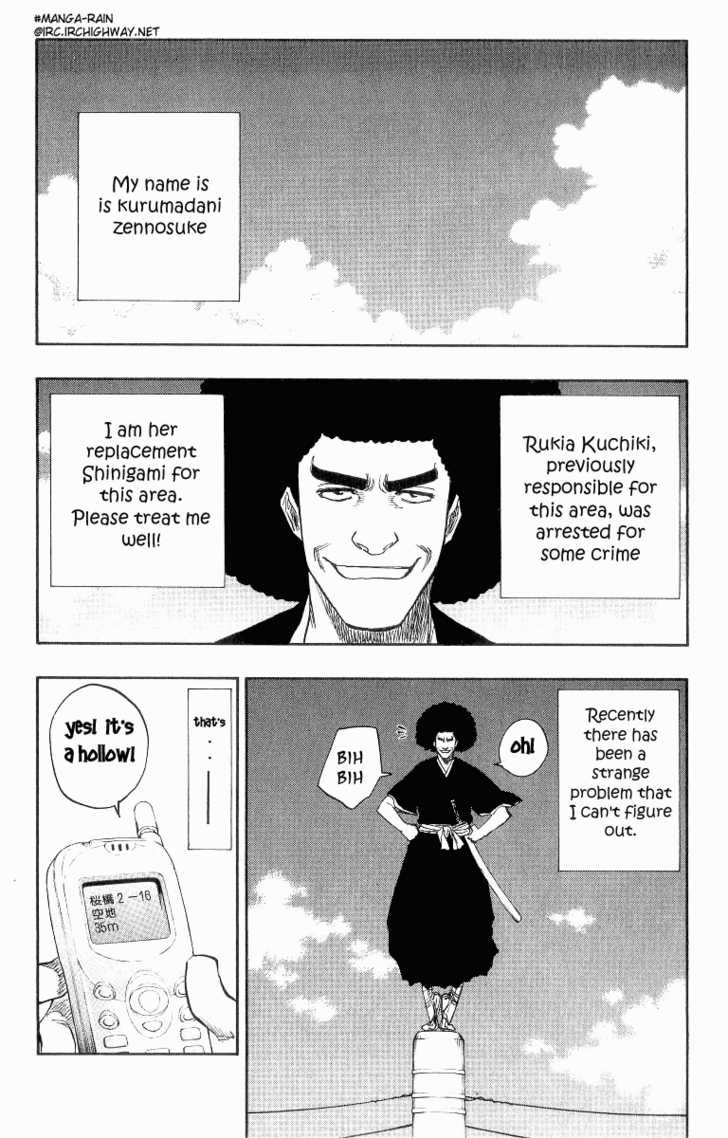 #MANGA-RAIN
@IRC.IRCHIGHWAY.NET
My name is
is kurumadani
zennosuke
Rukia Kuchiki,
previously
responsible for
this area, was
arrested for
some crime
I am her
replacement
Shinigami for
this area.
Please treat me
well!
Recently
there has
been a
strange
problem that
I can't figure
out.
oh!
BIH
BIH
that's
yes! it's
a hollow!
桜橋2-16
空地
35m